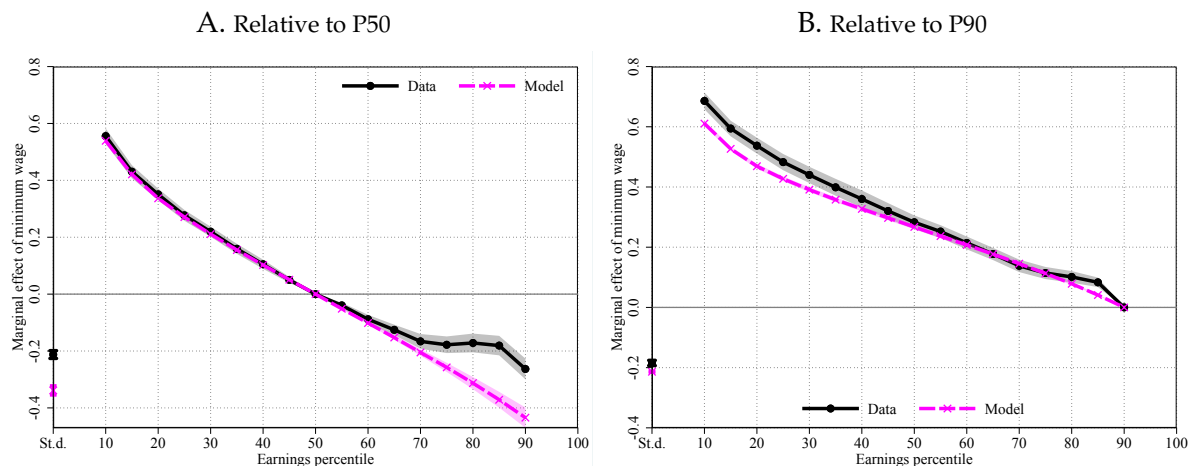 A. Relative to P50
B. Relative to P90
Marginal effect of minimum wage
0.8
0.6
0.4
0.2
0.0
-0.2
-0.4
Data
Model
St.d.
10
20
30
40
50
60
70
80
90
100
Earnings percentile
Marginal effect of minimum wage
0.8
0.6
0.4
0.2
0.0
-0.2
-0.4
Data
Model
St.d.
10
20
30
40
50
60
70
80
90
100
Earnings percentile